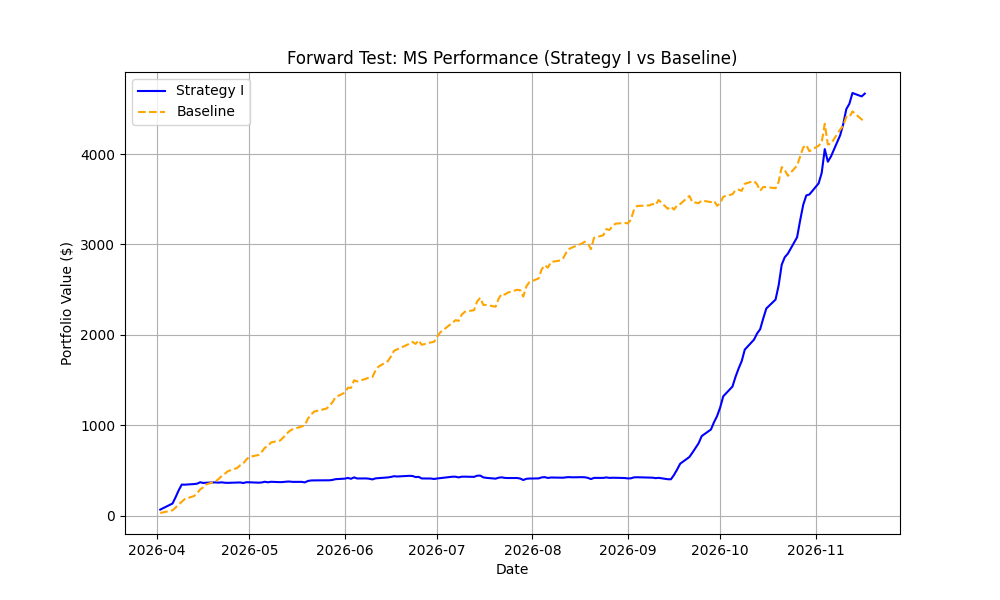 Forward Test: MS Performance (Strategy I vs Baseline)
Strategy I
Baseline
Portfolio Value ($)
4000
3000
2000
1000
0
2026-04
2026-05
2026-06
2026-07
2026-08
2026-09
2026-10
2026-11
Date